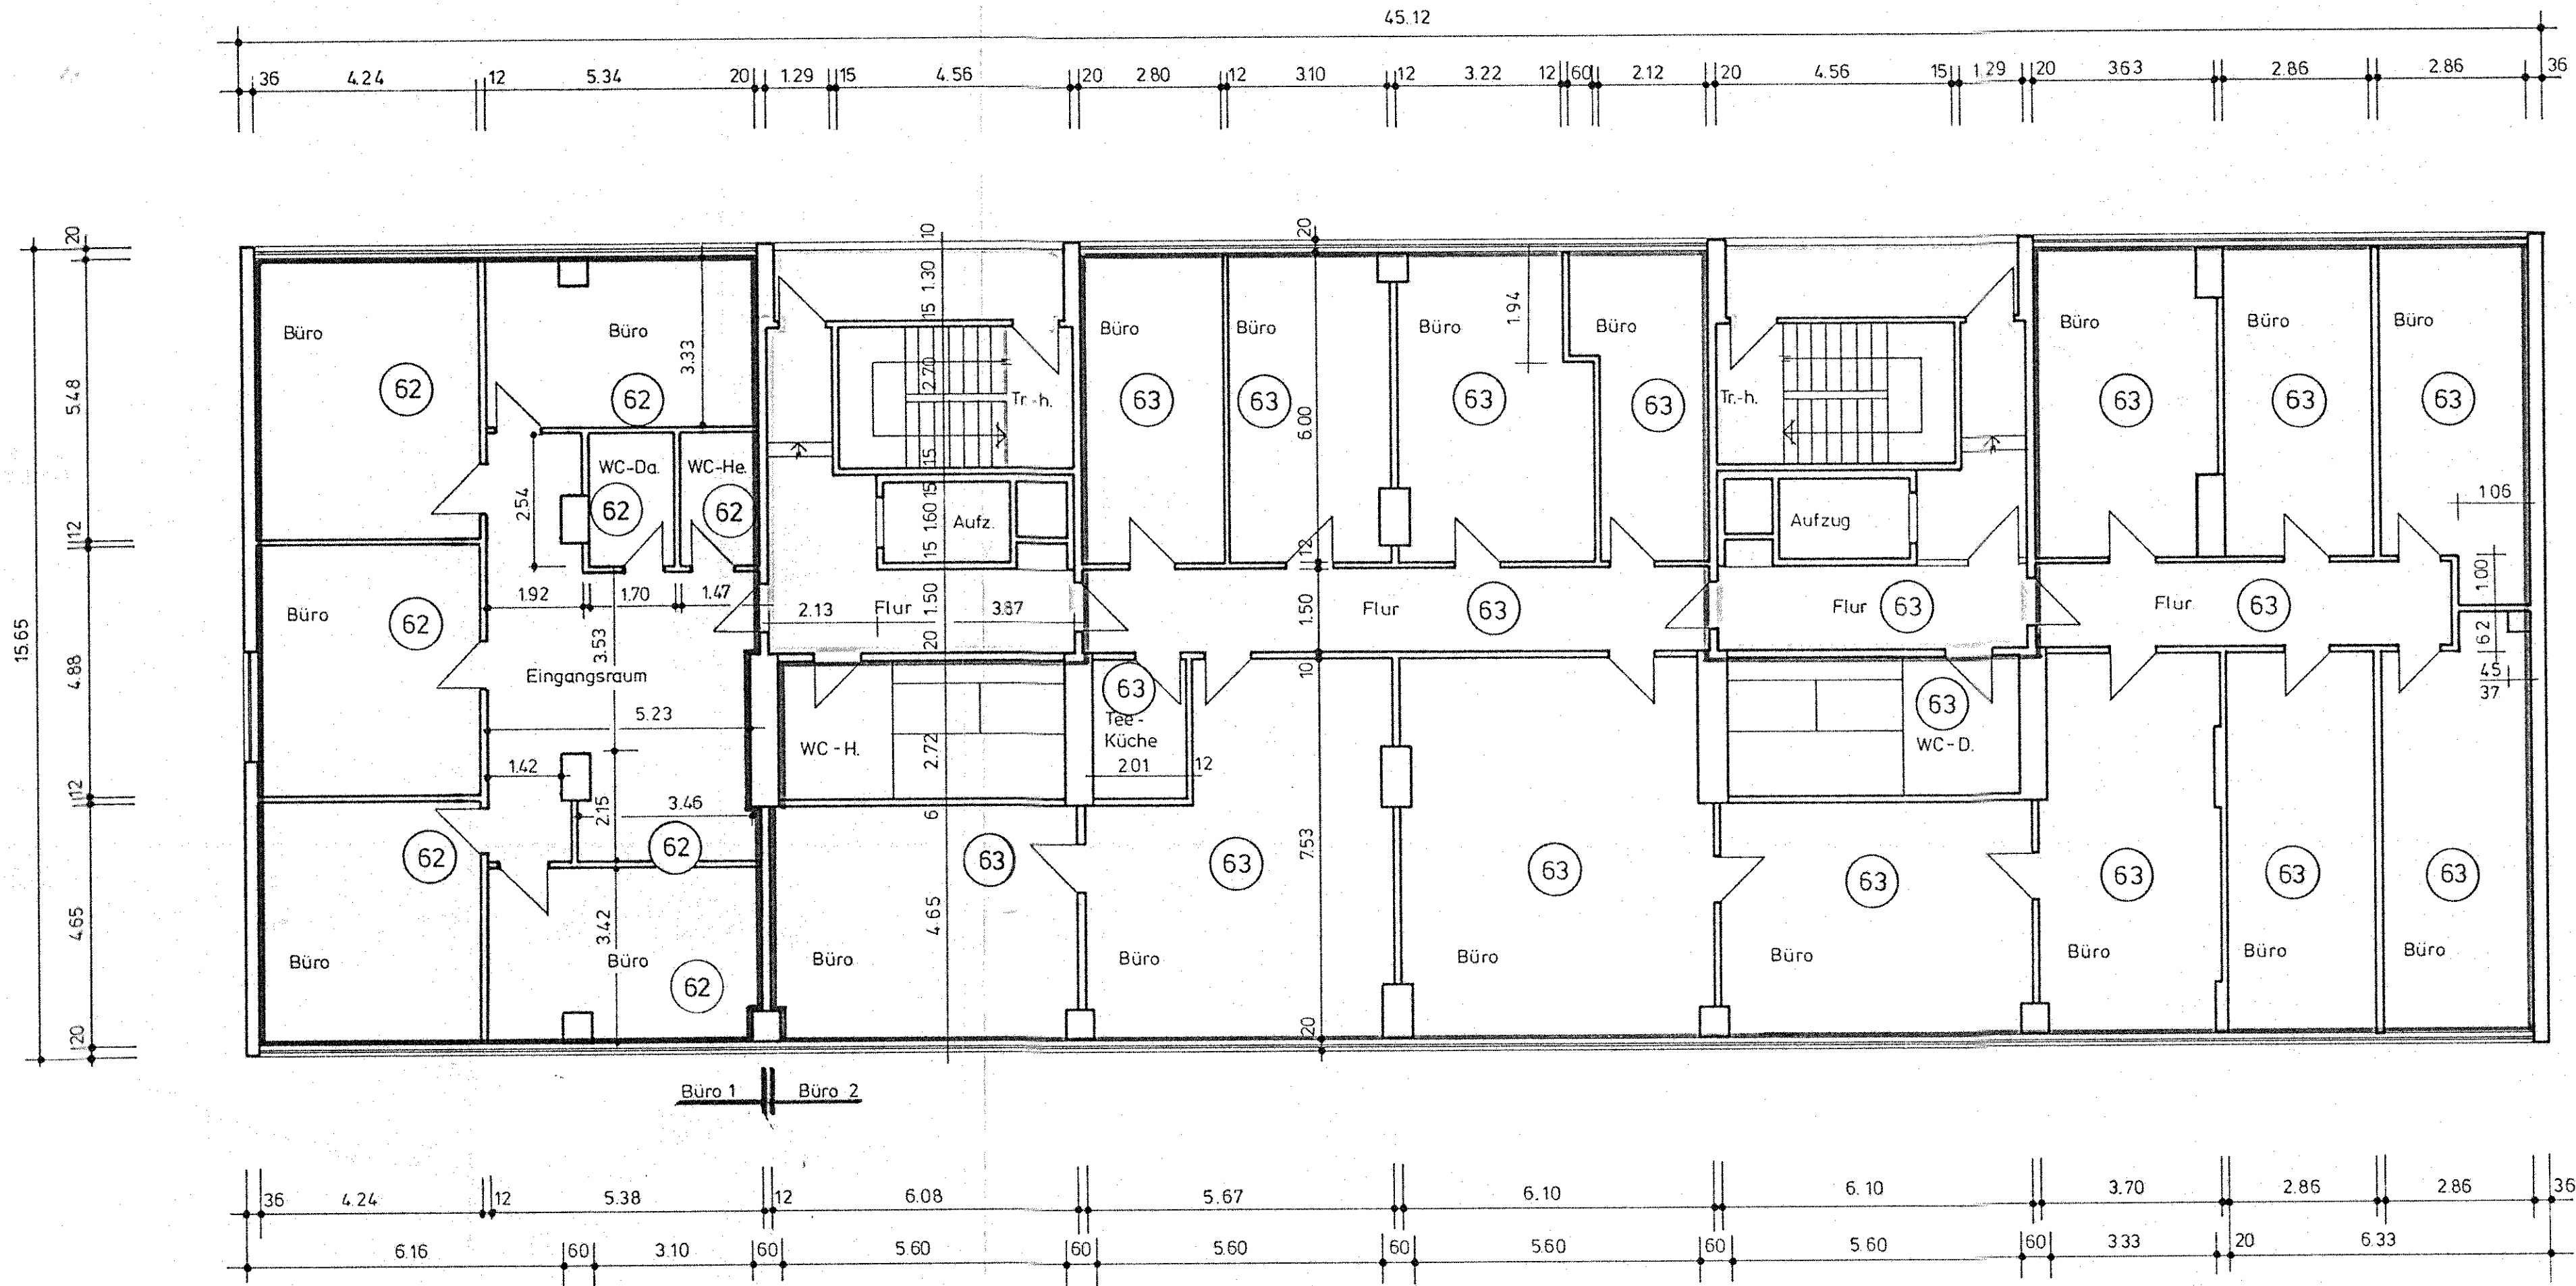 45.12
36 4.24 12 5.34 20 1.29 15 4.56 20 2.80 12 3.10 12 3.22 12 60 2.12 20 4.56 15 1.29 20 3.63 2.86 2.86 36
15.65
20 5.48 12 4.88 12 4.65 20
Büro
62
Büro
62
3.33
WC-Da.
62
WC-He.
62
2.54
1.92 1.70 1.47
Büro
62
3.53
Eingangsraum
5.23
1.42
2.15
3.46
62
Büro
62
3.42
Büro
62
10 1.30 15 2.70 15 15 1.60 15 1.50 20 2.72 6 4.65
Tr.-h.
Aufz.
2.13 Flur 3.87
WC-H.
Büro
63
Büro
63
Büro
63
Büro
63
Büro
63
1.94
20 6.00 12 1.50 10 7.53 20
Flur 63
63
Tee-
Küche
2.01 12
63
Büro
63
Büro
Tr.-h.
Aufzug
Flur 63
63
WC-D.
63
Büro
Büro
63
Büro
63
Büro
63
1.06
Flur 63
1.00
62
45
37
63
Büro
63
Büro
63
Büro
Büro 1 Büro 2
36 4.24 12 5.38 12 6.08 5.67 6.10 6.10 3.70 2.86 2.86 36
6.16 60 3.10 60 5.60 60 5.60 60 5.60 60 5.60 60 3.33 20 6.33